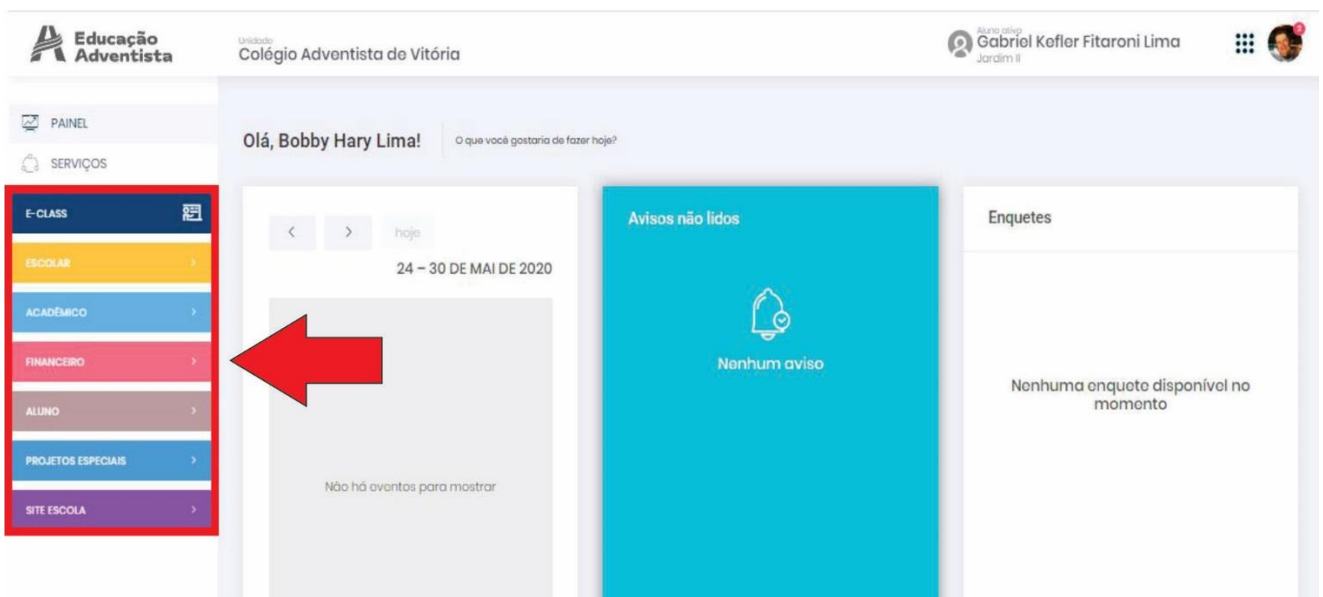 Educação
Adventista
Unidade
Colégio Adventista de Vitória
Aluno ativo
Gabriel Kefler Fitaroni Lima
Jardim II
2
PAINEL
SERVIÇOS
E-CLASS
ESCOLAR
ACADÊMICO
FINANCEIRO
ALUNO
PROJETOS ESPECIAIS
SITE ESCOLA
Olá, Bobby Hary Lima!
O que você gostaria de fazer hoje?
hoje
24 – 30 DE MAI DE 2020
Não há eventos para mostrar
Avisos não lidos
Nenhum aviso
Enquetes
Nenhuma enquete disponível no
momento